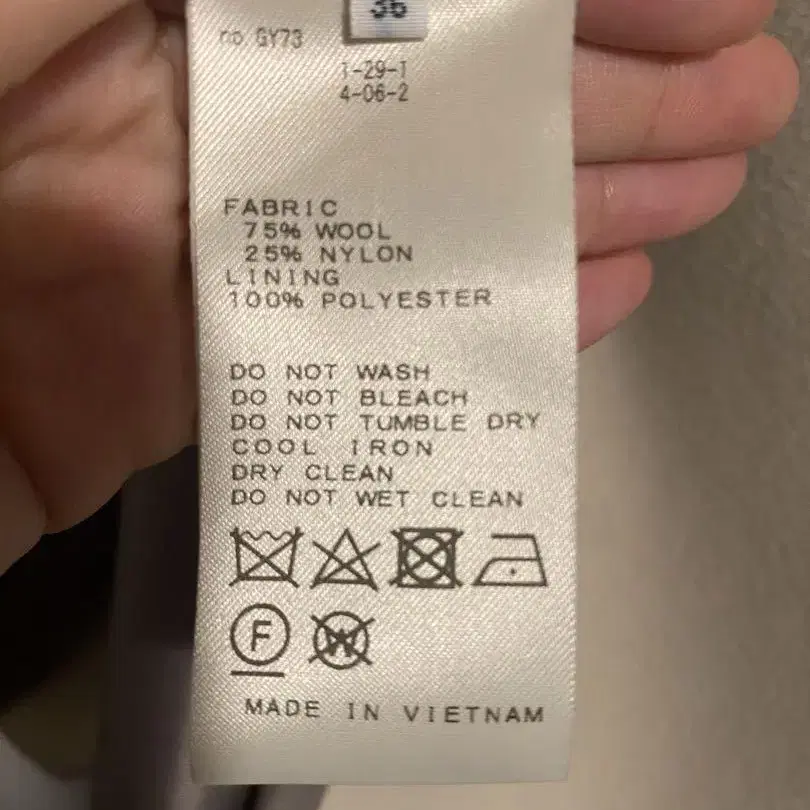 36
no GY73
1-29-1
4-06-2
FABRIC
75% WOOL
25% NYLON
LINING
100% POLYESTER
DO NOT WASH
DO NOT BLEACH
DO NOT TUMBLE DRY
COOL IRON
DRY CLEAN
DO NOT WET CLEAN
F W
MADE IN VIETNAM